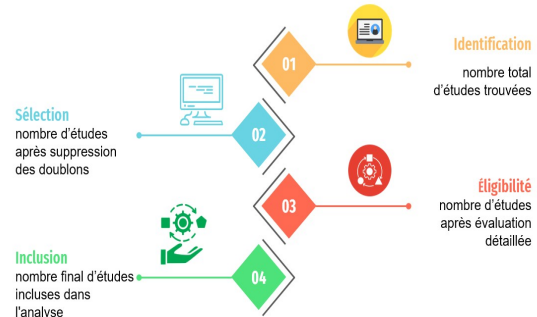 01
Identification
nombre total
d'études trouvées
Sélection
nombre d'études
après suppression
des doublons
02
03
Éligibilité
nombre d'études
après évaluation
détaillée
Inclusion
nombre final d'études
incluses dans
l'analyse
04